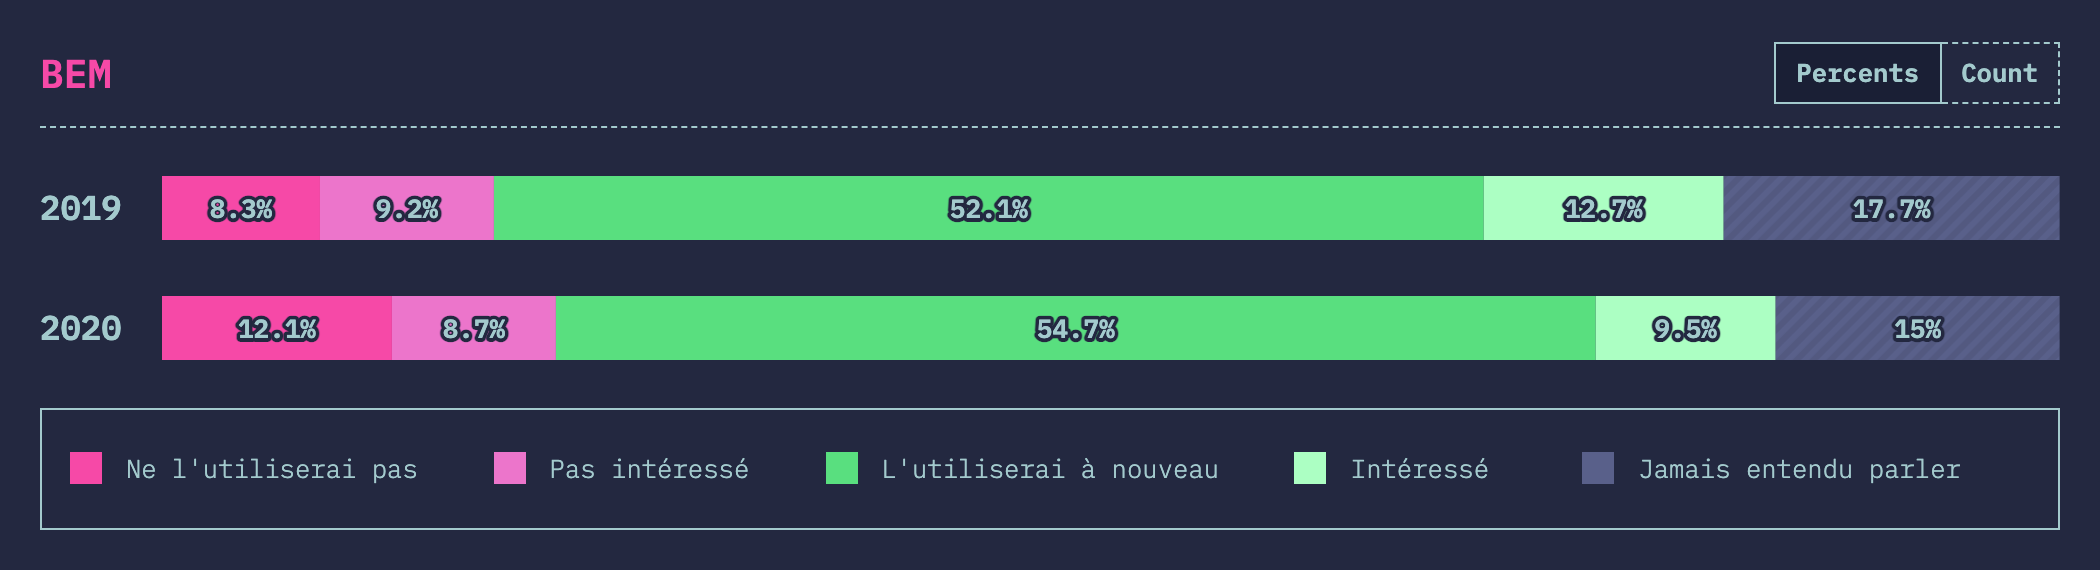 BEM
Percents Count
2019 8.3% 9.2% 52.1% 12.7% 17.7%
2020 12.1% 8.7% 54.7% 9.5% 15%
Ne l'utiliserai pas Pas intéressé L'utiliserai à nouveau Intéressé Jamais entendu parler